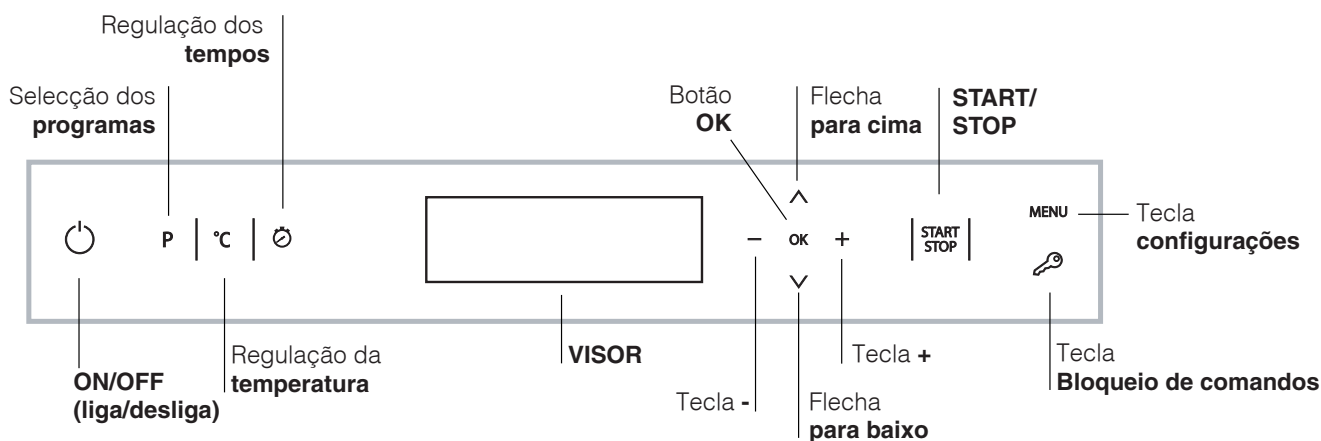 Regulação dos
tempos
Selecção dos
programas
Botão
OK
Flecha
para cima
START/
STOP
P
°C
OK
START
STOP
MENU
Tecla
configurações
ON/OFF
(liga/desliga)
Regulação da
temperatura
VISOR
Tecla -
Flecha
para baixo
Tecla +
Tecla
Bloqueio de comandos